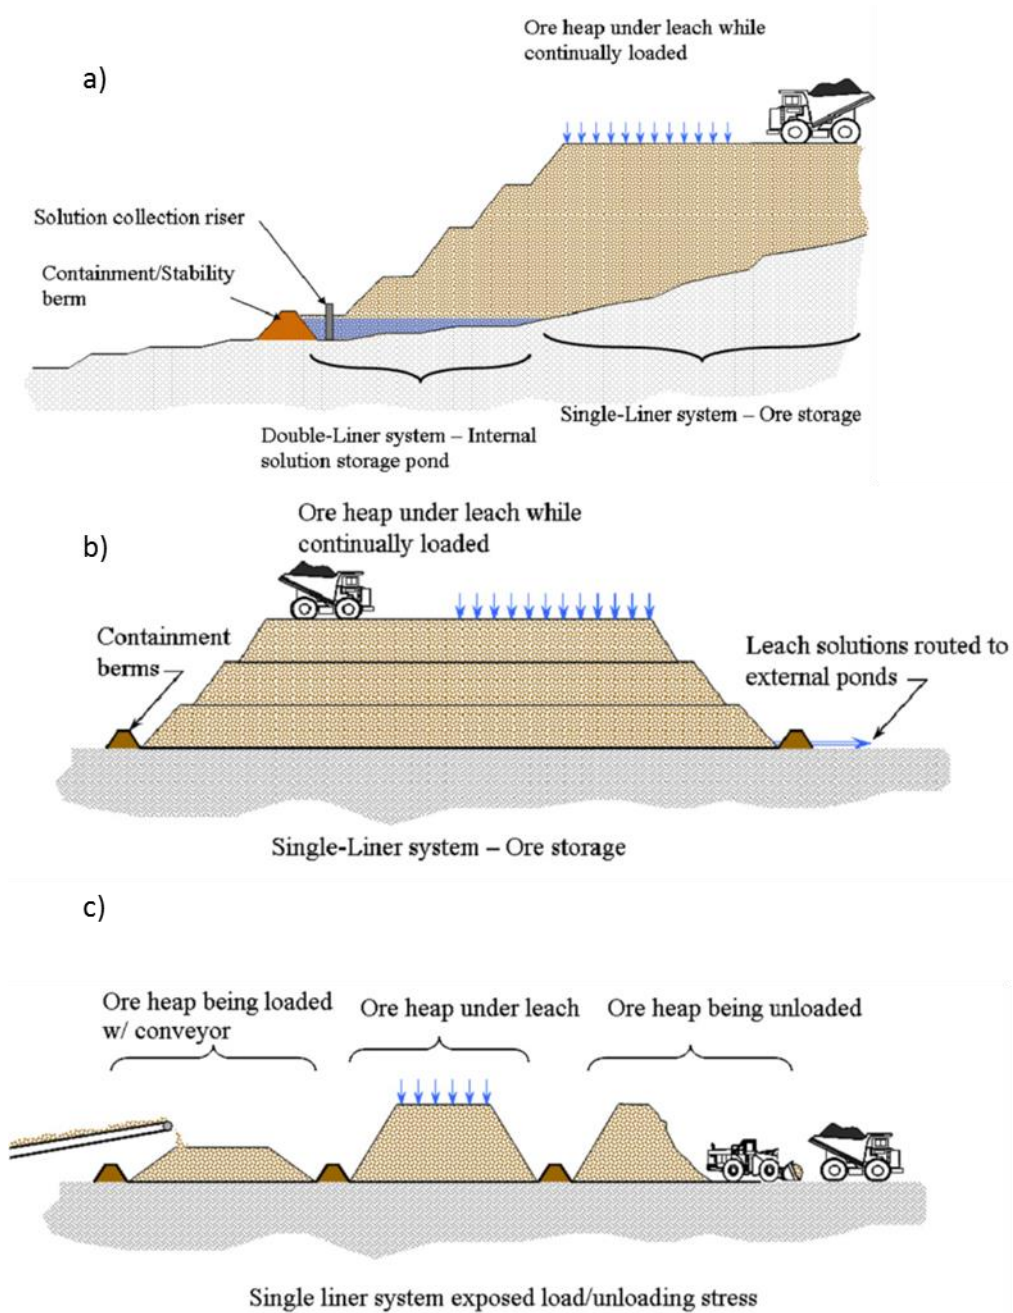 Ore heap under leach while
continually loaded
a)
Solution collection riser
Containment/Stability
berm
Single-Liner system – Ore storage
Double-Liner system – Internal
solution storage pond
Ore heap under leach while
continually loaded
b)
Containment
berms
Leach solutions routed to
external ponds
Single-Liner system – Ore storage
c)
Ore heap being loaded
w/ conveyor
Ore heap under leach
Ore heap being unloaded
Single liner system exposed load/unloading stress